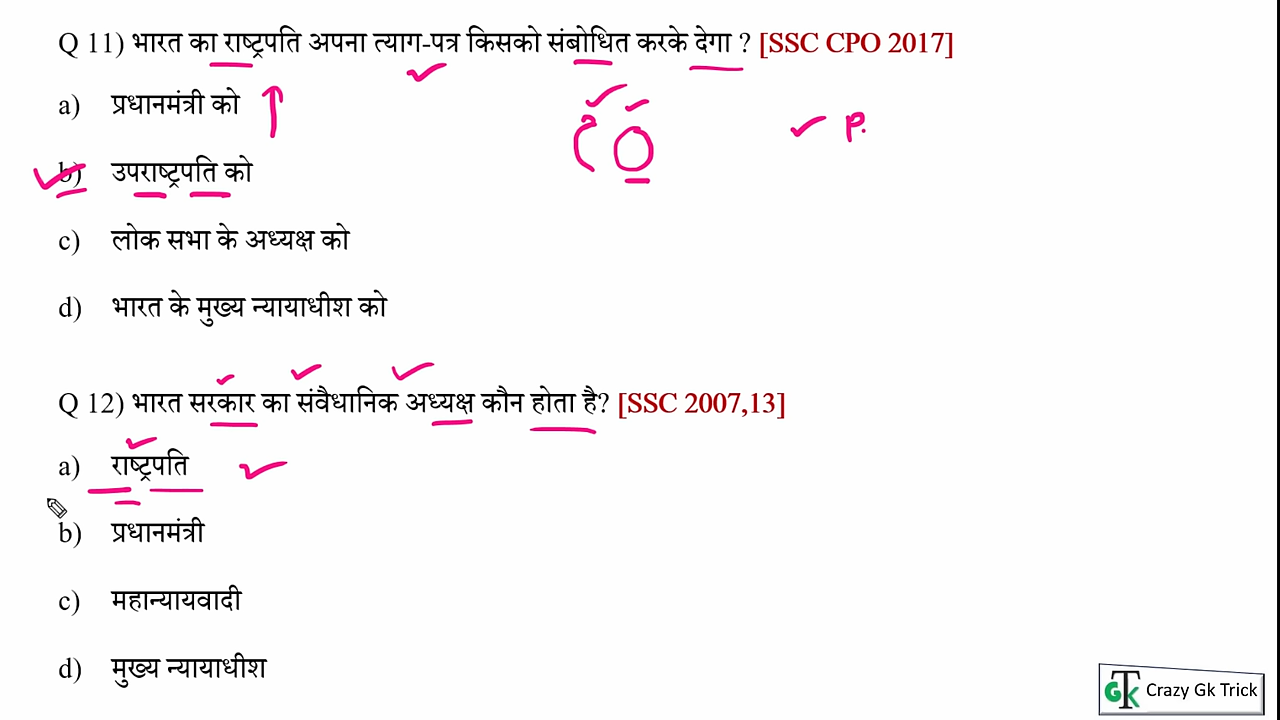 Q 11) भारत का राष्ट्रपति अपना त्याग-पत्र किसको संबोधित करके देगा ? [SSC CPO 2017]
a) प्रधानमंत्री को
P.
b) उपराष्ट्रपति को
c) लोक सभा के अध्यक्ष को
d) भारत के मुख्य न्यायाधीश को
Q 12) भारत सरकार का संवैधानिक अध्यक्ष कौन होता है? [SSC 2007,13]
a) राष्ट्रपति
b) प्रधानमंत्री
c) महान्यायवादी
d) मुख्य न्यायाधीश
GTK Crazy Gk Trick